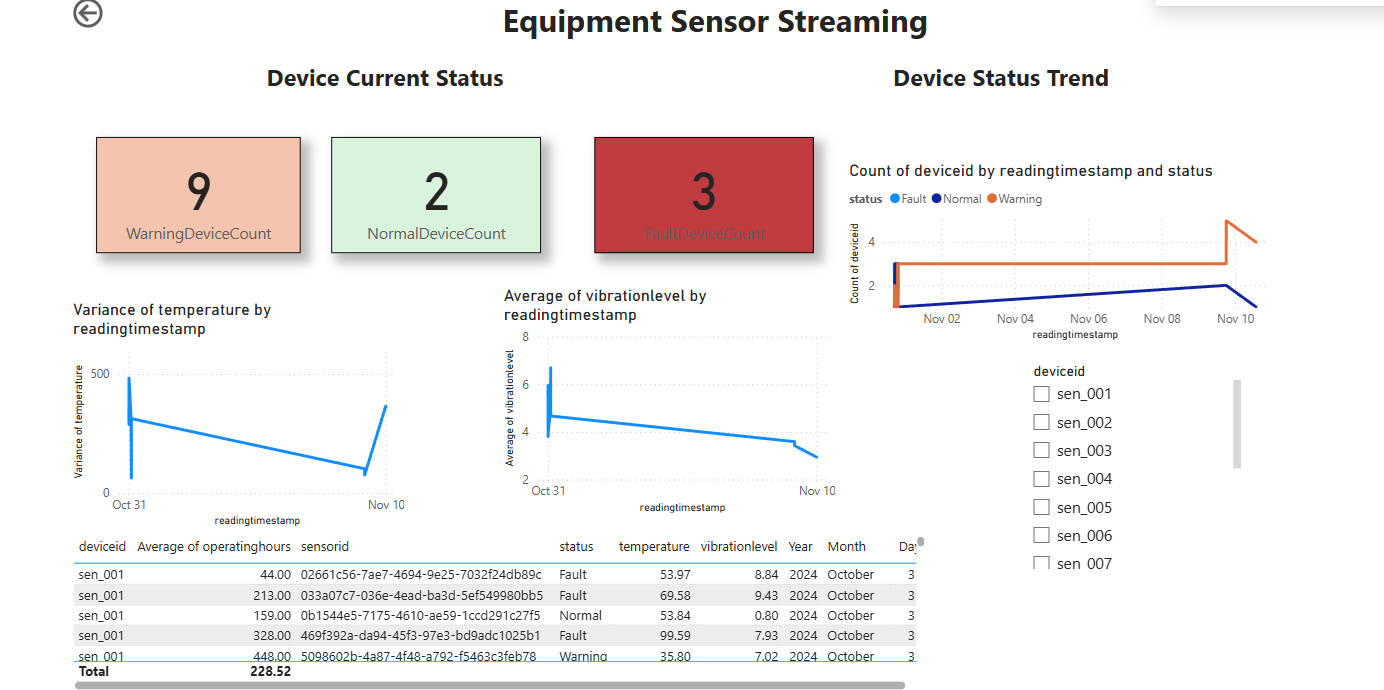 Equipment Sensor Streaming
Device Current Status
Device Status Trend
9
WarningDeviceCount
2
NormalDeviceCount
3
FaultDeviceCount
Count of deviceid by readingtimestamp and status
status Fault Normal Warning
Count of deviceid
4
2
Nov 02 Nov 04 Nov 06 Nov 08 Nov 10
readingtimestamp
Variance of temperature by
readingtimestamp
Variance of temperature
500
0
Oct 31 Nov 10
readingtimestamp
Average of vibrationlevel by
readingtimestamp
Average of vibrationlevel
8
6
4
2
Oct 31 Nov 10
readingtimestamp
deviceid
sen_001
sen_002
sen_003
sen_004
sen_005
sen_006
sen_007
deviceid Average of operatinghours sensorid status temperature vibrationlevel Year Month Day
sen_001 44.00 02661c56-7ae7-4694-9e25-7032f24db89c Fault 53.97 8.84 2024 October 3
sen_001 213.00 033a07c7-036e-4ead-ba3d-5ef549980bb5 Fault 69.58 9.43 2024 October 3
sen_001 159.00 0b1544e5-7175-4610-ae59-1ccd291c27f5 Normal 53.84 0.80 2024 October 3
sen_001 328.00 469f392a-da94-45f3-97e3-bd9adc1025b1 Fault 99.59 7.93 2024 October 3
sen_001 448.00 5098602b-4a87-4f48-a792-f5463c3feb78 Warning 35.80 7.02 2024 October 3
Total 228.52